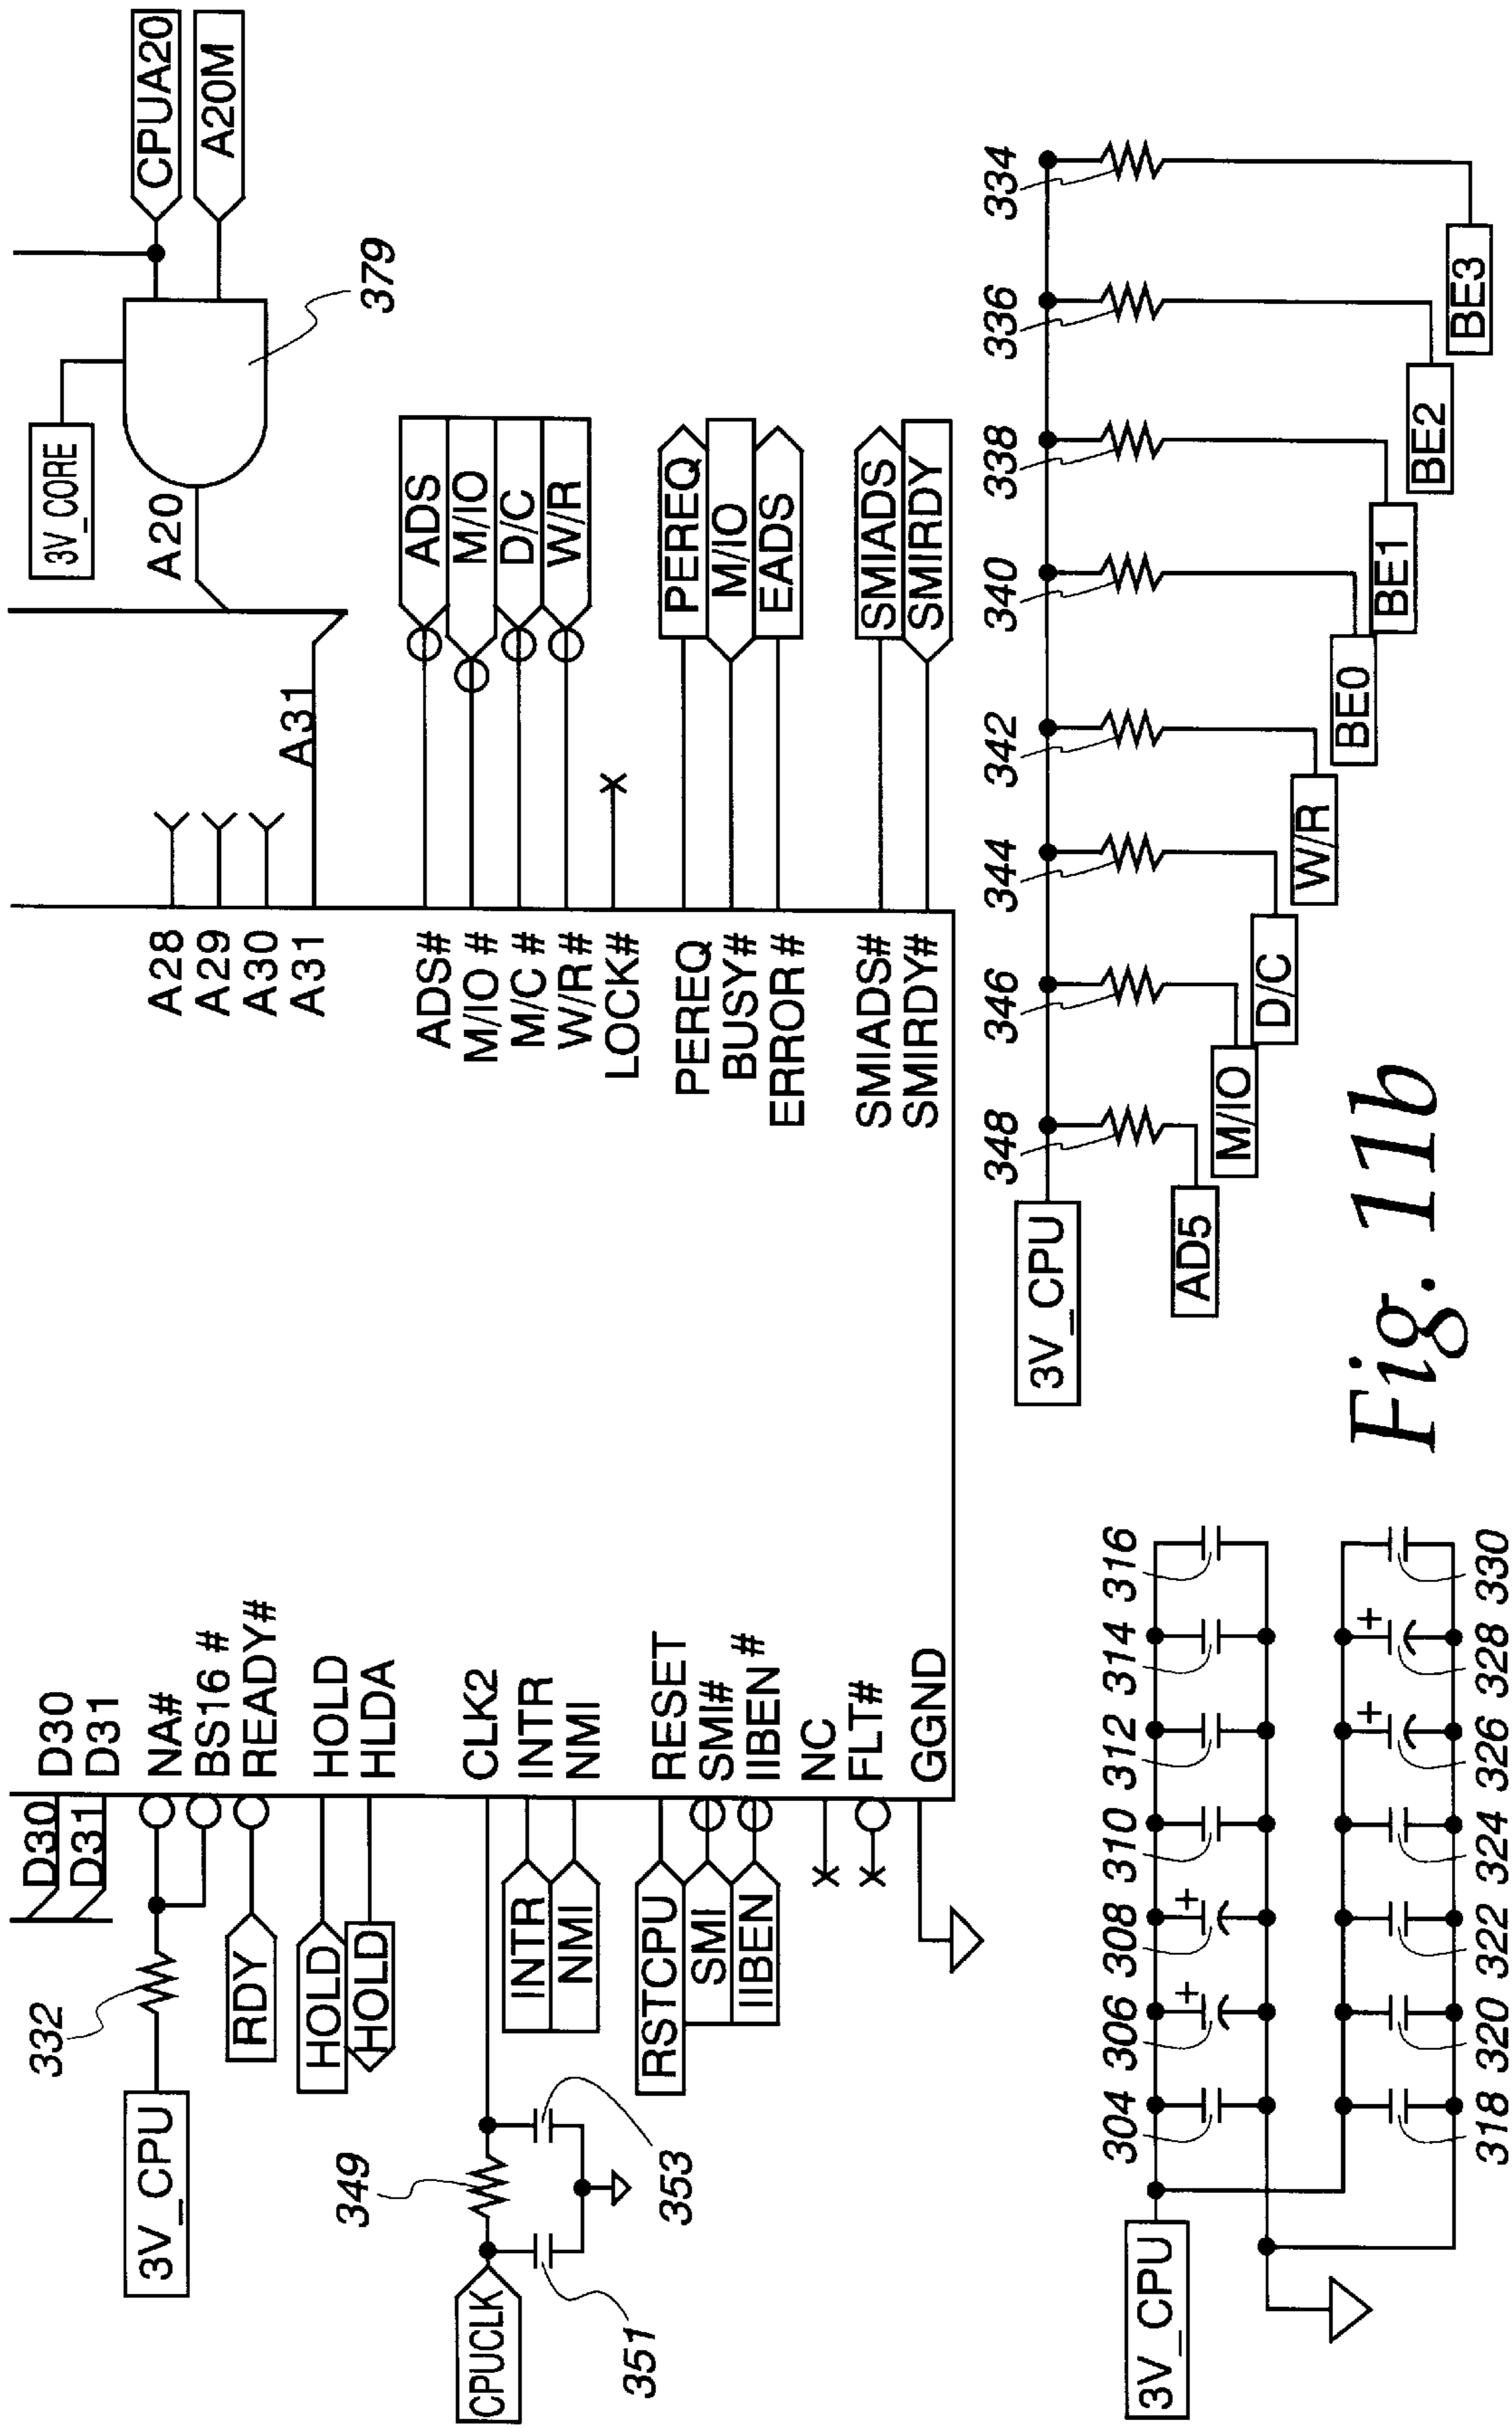 D30
D31
D30
D31
332
3V_CPU
NA#
BS16 #
RDY
READY#
HOLD
HOLD
HOLD
HLDA
349
CPUCLK
351
353
CLK2
INTR
NMI
INTR
NMI
RSTCPU
SMI
IIBEN
RESET
SMI#
IIBEN #
NC
FLT#
GGND
A28
A29
A30
A31
A31
A20
3V_CORE
CPUA20
A20M
379
ADS#
M/IO #
M/C #
W/R#
LOCK#
ADS
M/IO
D/C
W/R
PEREQ
BUSY#
ERROR#
PEREQ
M/IO
EADS
SMIADS#
SMIRDY#
SMIADS
SMIRDY
3V_CPU
304 306 308 310 312 314 316
+ +
+ +
318 320 322 324 326 328 330
3V_CPU
348 346 344 342 340 338 336 334
AD5
M/IO
D/C
W/R
BE0
BE1
BE2
BE3
Fig. 11b